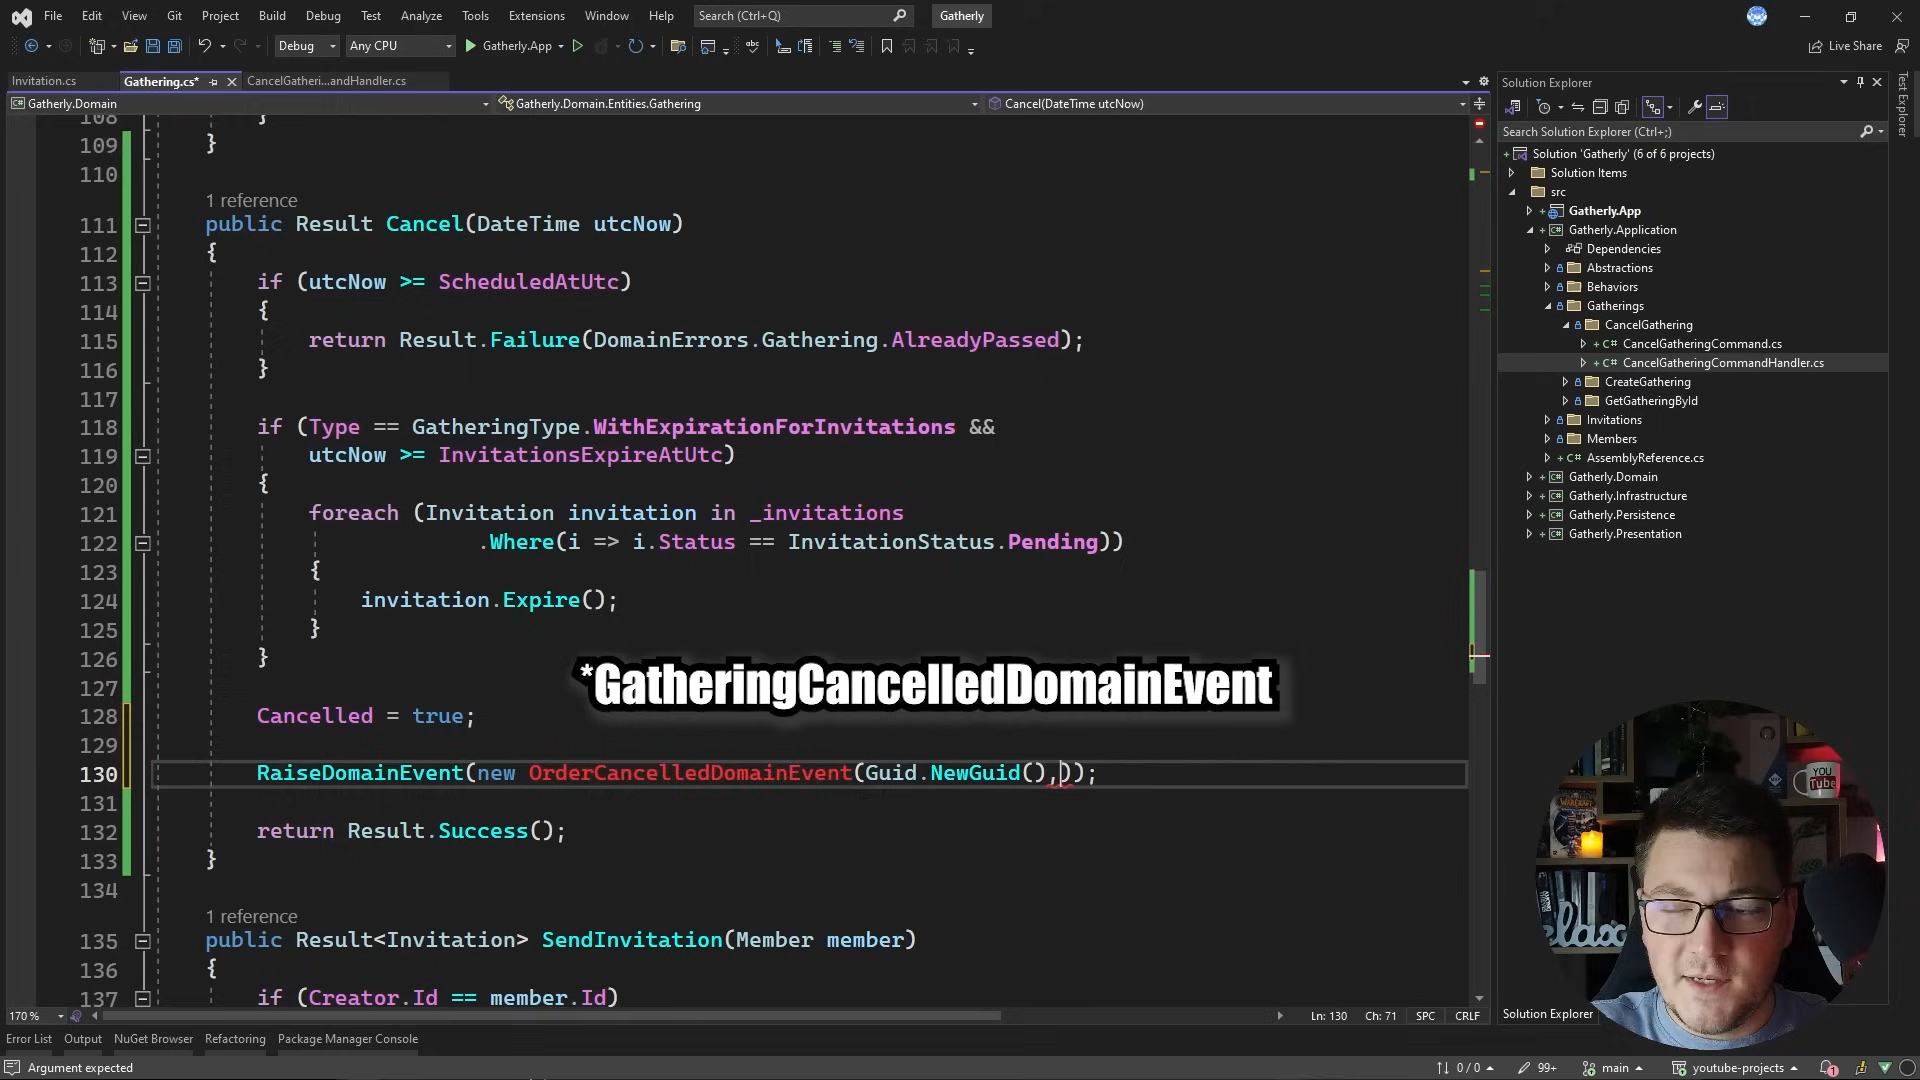 File Edit View Git Project Build Debug Test Analyze Tools Extensions Window Help Search (Ctrl+Q) Gatherly
Debug Any CPU Gatherly.App Live Share
Invitation.cs Gathering.cs* CancelGatheri...andHandler.cs
Gatherly.Domain Gatherly.Domain.Entities.Gathering Cancel(DateTime utcNow)
108 }
109 }
110
1 reference
111 public Result Cancel(DateTime utcNow)
112 {
113 if (utcNow >= ScheduledAtUtc)
114 {
115 return Result.Failure(DomainErrors.Gathering.AlreadyPassed);
116 }
117
118 if (Type == GatheringType.WithExpirationForInvitations &&
119 utcNow >= InvitationsExpireAtUtc)
120 {
121 foreach (Invitation invitation in _invitations
122 .Where(i => i.Status == InvitationStatus.Pending))
123 {
124 invitation.Expire();
125 }
126 }
*GatheringCancelledDomainEvent
127
128 Cancelled = true;
129
130 RaiseDomainEvent(new OrderCancelledDomainEvent(Guid.NewGuid(),));
131
132 return Result.Success();
133 }
134
1 reference
135 public Result<Invitation> SendInvitation(Member member)
136 {
137 if (Creator.Id == member.Id)
170 % Ln: 130 Ch: 71 SPC CRLF
Error List Output NuGet Browser Refactoring Package Manager Console
Argument expected 0 / 0 99+ main youtube-projects 1
Solution Explorer
Search Solution Explorer (Ctrl+;)
Solution 'Gatherly' (6 of 6 projects)
Solution Items
src
Gatherly.App
Gatherly.Application
Dependencies
Abstractions
Behaviors
Gatherings
CancelGathering
CancelGatheringCommand.cs
CancelGatheringCommandHandler.cs
CreateGathering
GetGatheringById
Invitations
Members
AssemblyReference.cs
Gatherly.Domain
Gatherly.Infrastructure
Gatherly.Persistence
Gatherly.Presentation
Solution Explorer
Test Explorer
YOU
Tube
WARCRAFT